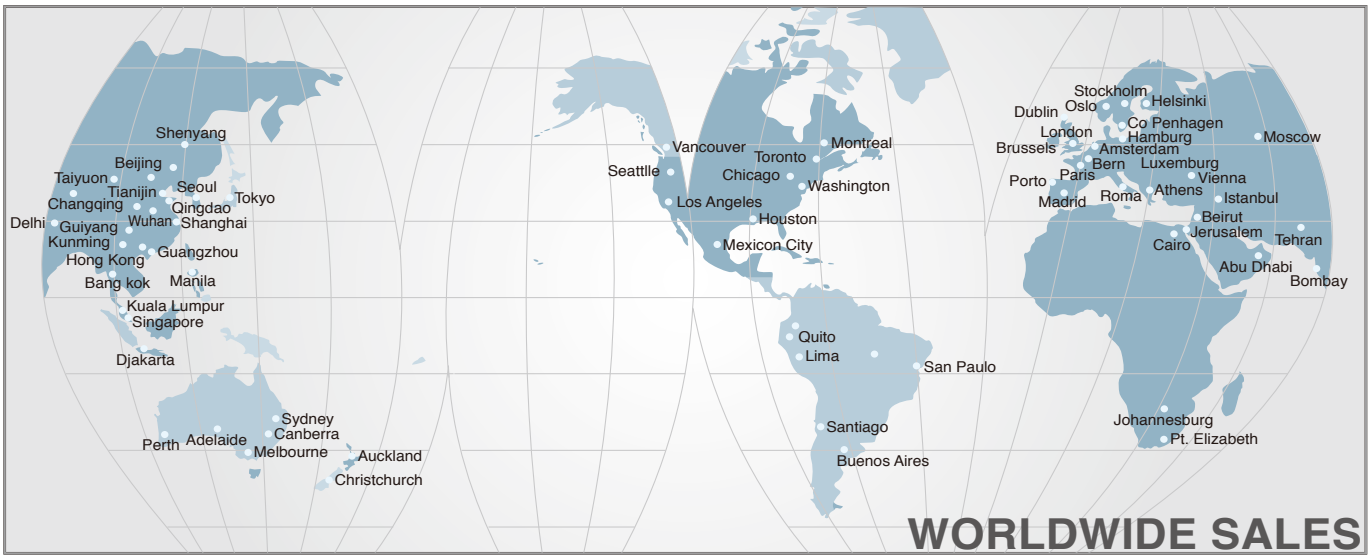 Shenyang
Beijing
Taiyuon
Tianijin
Seoul
Changqing
Qingdao
Tokyo
Delhi
Guiyang
Wuhan
Shanghai
Kunming
Guangzhou
Hong Kong
Bang kok
Manila
Kuala Lumpur
Singapore
Djakarta
Sydney
Canberra
Adelaide
Perth
Melbourne
Auckland
Christchurch
Vancouver
Seattlle
Los Angeles
Montreal
Toronto
Chicago
Washington
Houston
Mexicon City
Quito
Lima
San Paulo
Santiago
Buenos Aires
Stockholm
Oslo
Helsinki
Dublin
Co Penhagen
London
Hamburg
Brussels
Amsterdam
Moscow
Bern
Luxemburg
Paris
Vienna
Porto
Madrid
Roma
Athens
Istanbul
Beirut
Jerusalem
Cairo
Tehran
Abu Dhabi
Bombay
Johannesburg
Pt. Elizabeth
WORLDWIDE SALES